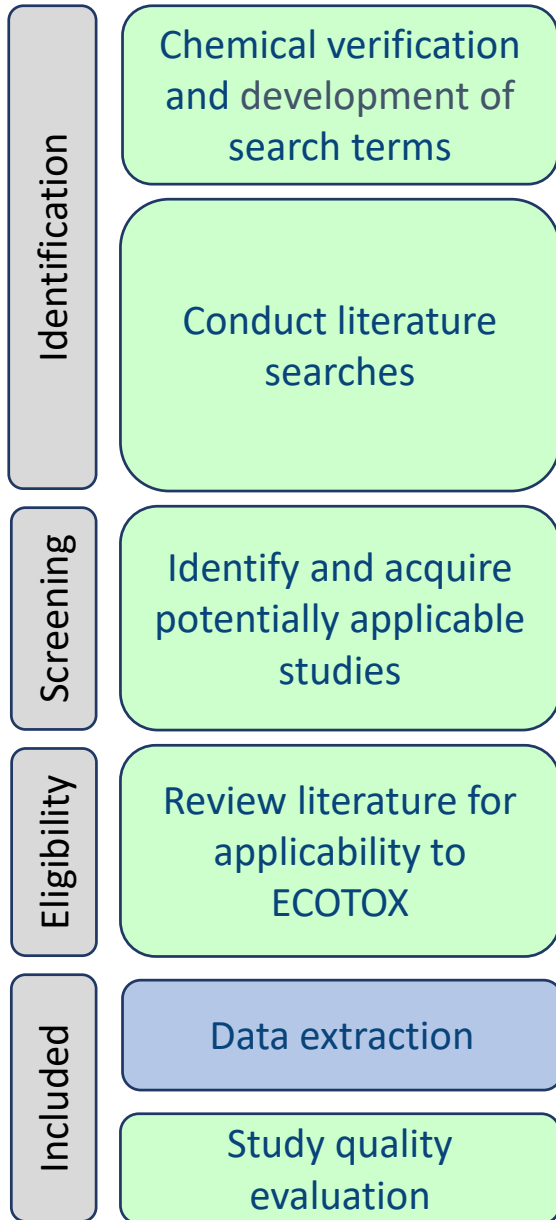 Identification
Chemical verification
and development of
search terms
Conduct literature
searches
Screening
Identify and acquire
potentially applicable
studies
Eligibility
Review literature for
applicability to
ECOTOX
Included
Data extraction
Study quality
evaluation